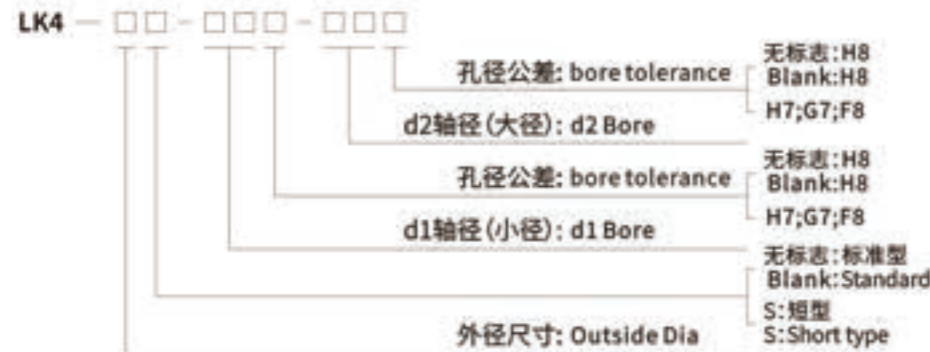 LK4 — □□ - □□□ - □□□
无标志:H8
孔径公差: bore tolerance
Blank:H8
H7;G7;F8
d2轴径(大径): d2 Bore
无标志:H8
孔径公差: bore tolerance
Blank:H8
H7;G7;F8
d1轴径(小径): d1 Bore
无标志:标准型
Blank:Standard
S:短型
外径尺寸: Outside Dia
S:Short type